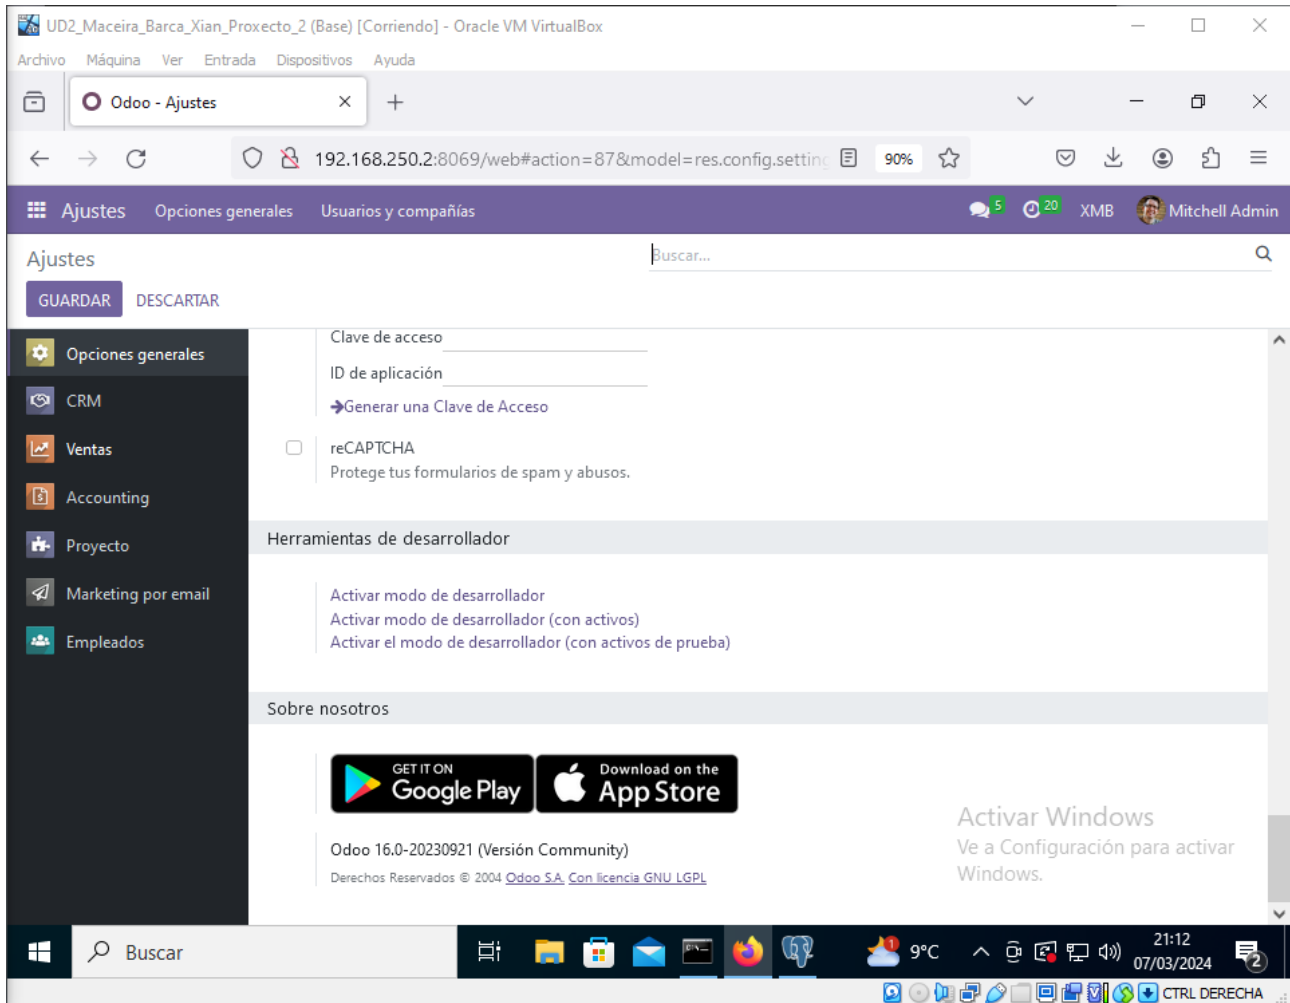 UD2_Maceira_Barca_Xian_Proxecto_2 (Base) [Corriendo] - Oracle VM VirtualBox
Archivo Máquina Ver Entrada Dispositivos Ayuda
Odoo - Ajustes
192.168.250.2:8069/web#action=87&model=res.config.setting
90%
Ajustes Opciones generales Usuarios y compañías 5 20 XMB Mitchell Admin
Ajustes
Buscar...
GUARDAR DESCARTAR
Opciones generales
CRM
Ventas
Accounting
Proyecto
Marketing por email
Empleados
Clave de acceso
ID de aplicación
Generar una Clave de Acceso
reCAPTCHA
Protege tus formularios de spam y abusos.
Herramientas de desarrollador
Activar modo de desarrollador
Activar modo de desarrollador (con activos)
Activar el modo de desarrollador (con activos de prueba)
Sobre nosotros
GET IT ON
Google Play
Download on the
App Store
Odoo 16.0-20230921 (Versión Community)
Derechos Reservados © 2004 Odoo S.A. Con licencia GNU LGPL
Activar Windows
Ve a Configuración para activar
Windows.
Buscar
1
9°C
21:12
07/03/2024
2
CTRL DERECHA